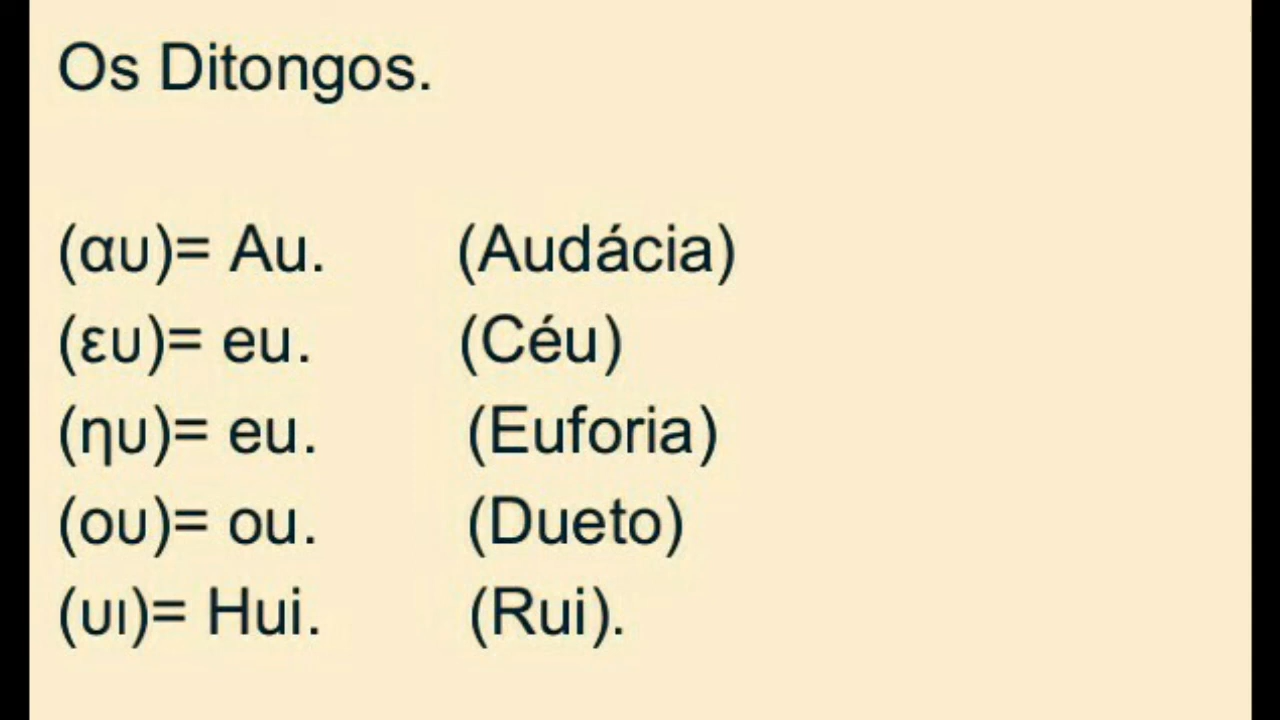 Os Ditongos.
(αυ)= Au. (Audácia)
(ευ)= eu. (Céu)
(ηυ)= eu. (Euforia)
(ου)= ou. (Dueto)
(υι)= Hui. (Rui).